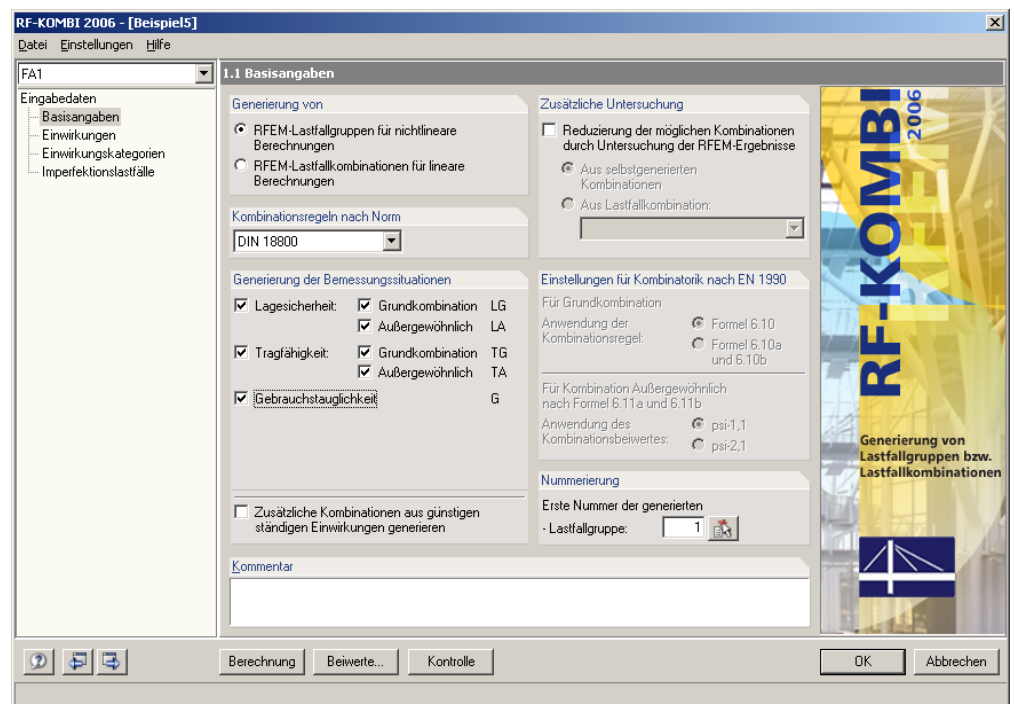 RF-KOMBI 2006 - [Beispiel5]
Datei Einstellungen Hilfe
FA1
Eingabedaten
Basisangaben
Einwirkungen
Einwirkungskategorien
Imperfektionslastfälle
1.1 Basisangaben
Generierung von
RFEM-Lastfallgruppen für nichtlineare
Berechnungen
RFEM-Lastfallkombinationen für lineare
Berechnungen
Kombinationsregeln nach Norm
DIN 18800
Generierung der Bemessungssituationen
Lagesicherheit: Grundkombination LG
Außergewöhnlich LA
Tragfähigkeit: Grundkombination TG
Außergewöhnlich TA
Gebrauchstauglichkeit G
Zusätzliche Kombinationen aus günstigen
ständigen Einwirkungen generieren
Zusätzliche Untersuchung
Reduzierung der möglichen Kombinationen
durch Untersuchung der RFEM-Ergebnisse
Aus selbstgenerierten
Kombinationen
Aus Lastfallkombination:
Einstellungen für Kombinatorik nach EN 1990
Für Grundkombination
Anwendung der
Kombinationsregel:
Formel 6.10
Formel 6.10a
und 6.10b
Für Kombination Außergewöhnlich
nach Formel 6.11a und 6.11b
Anwendung des
Kombinationsbeiwertes:
psi-1,1
psi-2,1
Nummerierung
Erste Nummer der generierten
- Lastfallgruppe: 1
Kommentar
RF-KOMBI 2006
RFEM
Generierung von
Lastfallgruppen bzw.
Lastfallkombinationen
Berechnung Beiwerte... Kontrolle OK Abbrechen